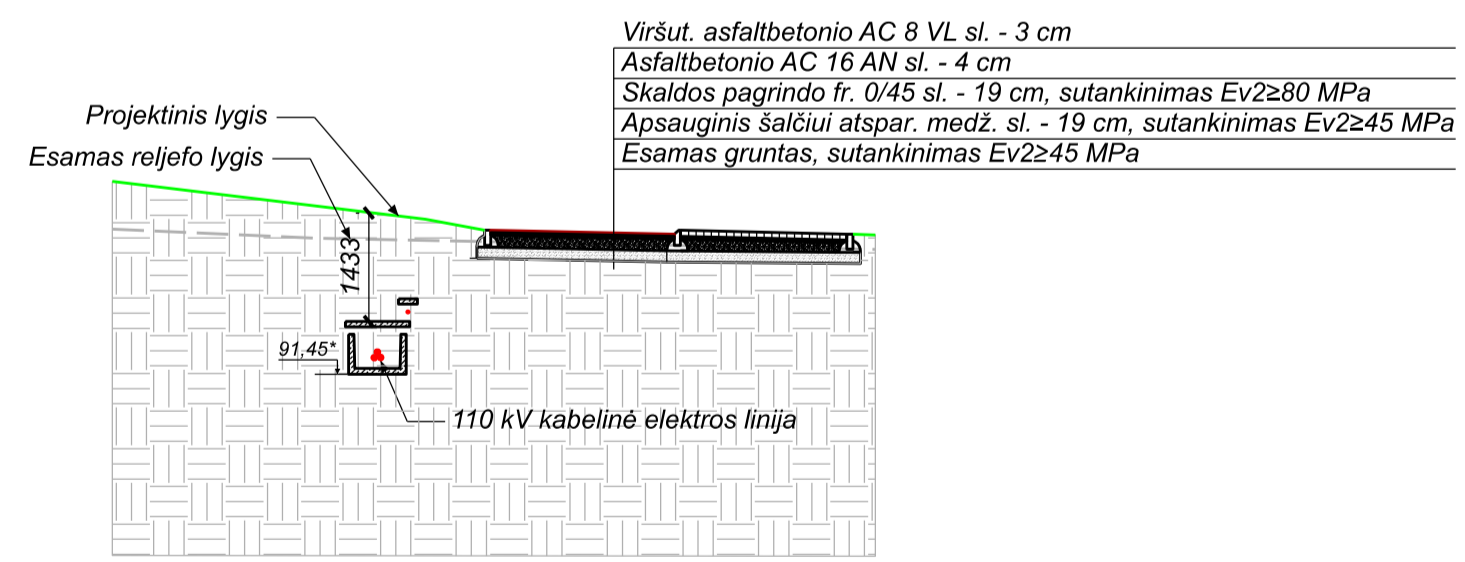 Viršut. asfaltbetonio AC 8 VL sl. - 3 cm
Asfaltbetonio AC 16 AN sl. - 4 cm
Skaldos pagrindo fr. 0/45 sl. - 19 cm, sutankinimas Ev2≥80 MPa
Apsauginis šalčiui atspar. medž. sl. - 19 cm, sutankinimas Ev2≥45 MPa
Esamas gruntas, sutankinimas Ev2≥45 MPa
Projektinis lygis
Esamas reljefo lygis
1433
91,45*
110 kV kabelinė elektros linija